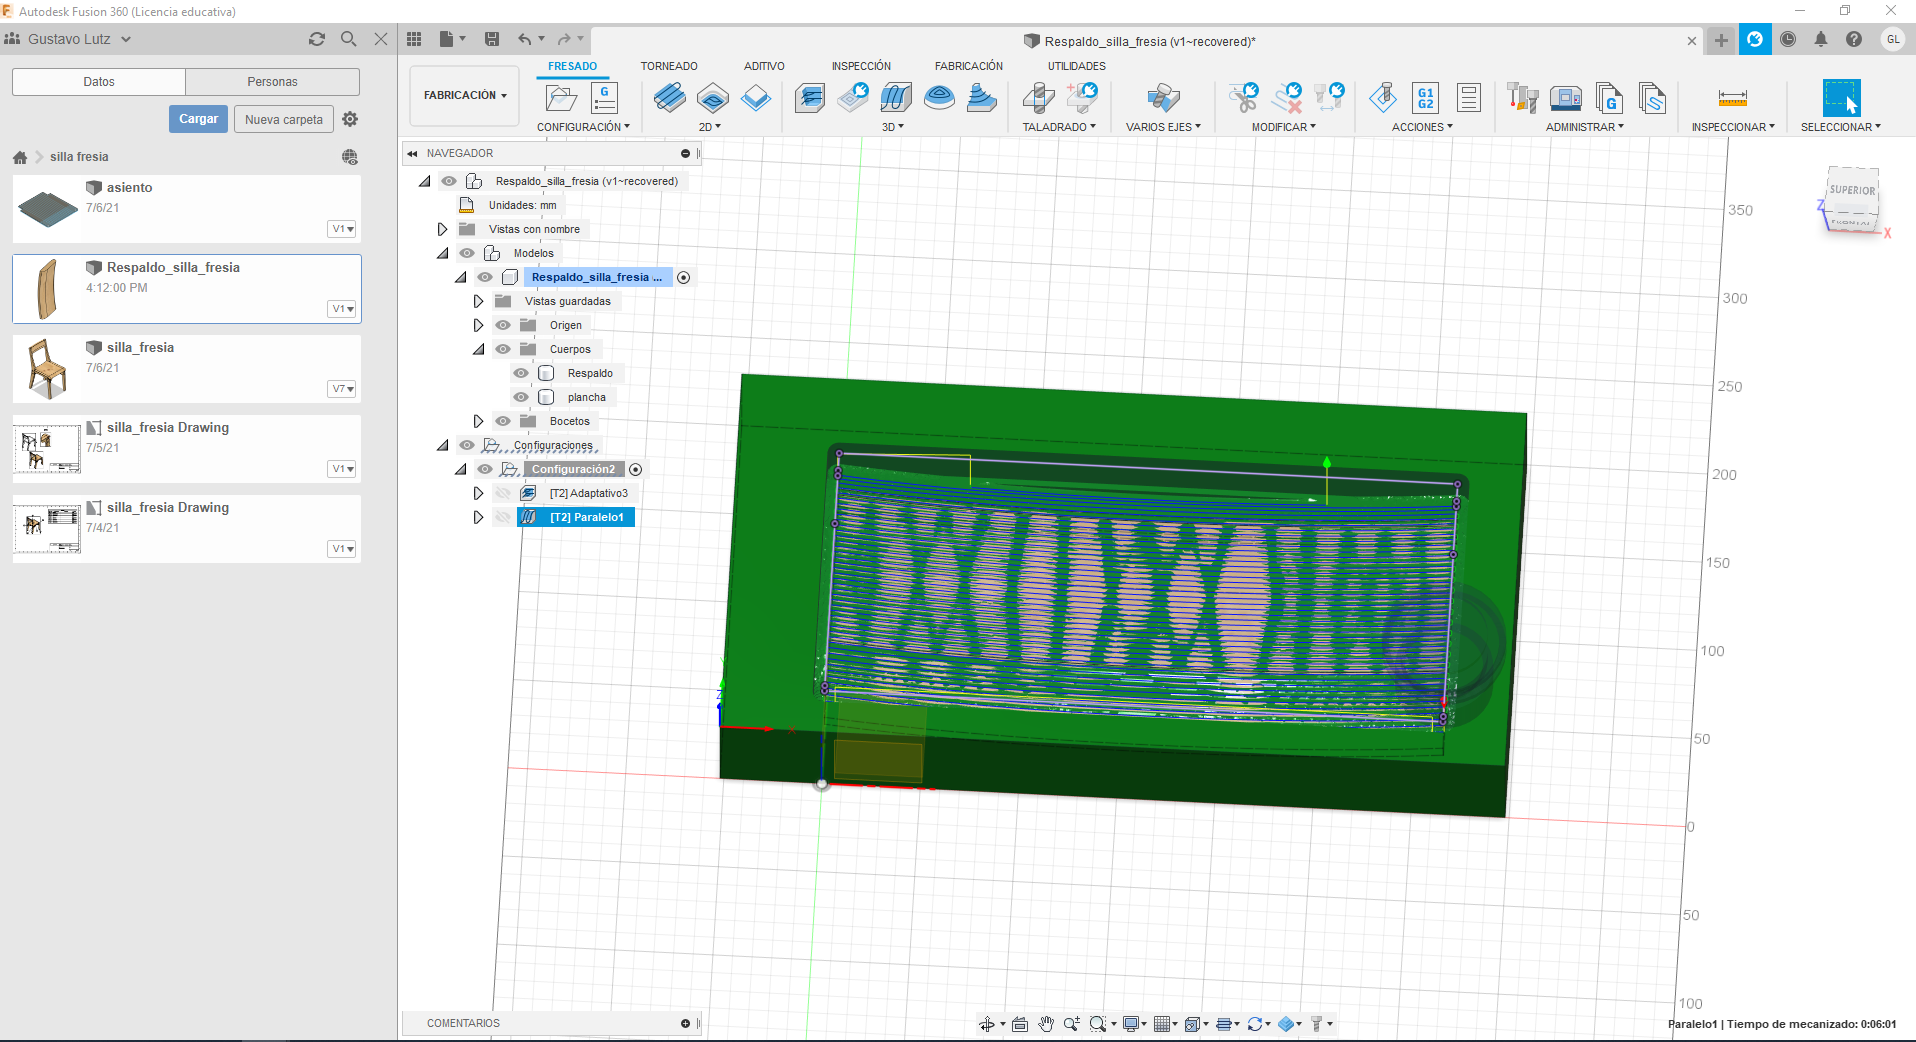 Autodesk Fusion 360 (Licencia educativa)
Gustavo Lutz
Respaldo_silla_fresia (v1~recovered)*
GL
Datos
Personas
Cargar
Nueva carpeta
silla fresia
asiento
7/6/21
V1
Respaldo_silla_fresia
4:12:00 PM
V1
silla_fresia
7/6/21
V7
silla_fresia Drawing
7/5/21
V1
silla_fresia Drawing
7/4/21
V1
FABRICACIÓN
FRESADO
TORNEADO
ADITIVO
INSPECCIÓN
FABRICACIÓN
UTILIDADES
G
G1
G2
G
CONFIGURACIÓN
2D
3D
TALADRADO
VARIOS EJES
MODIFICAR
ACCIONES
ADMINISTRAR
INSPECCIONAR
SELECCIONAR
NAVEGADOR
Respaldo_silla_fresia (v1~recovered)
Unidades: mm
Vistas con nombre
Modelos
Respaldo_silla_fresia ...
Vistas guardadas
Origen
Cuerpos
Respaldo
plancha
Bocetos
Configuraciones
Configuración2
[T2] Adaptativo3
[T2] Paralelo1
SUPERIOR
FRONTAL
Z
X
350
300
250
200
150
100
50
0
50
100
Z
X
COMENTARIOS
Paralelo1 | Tiempo de mecanizado: 0:06:01